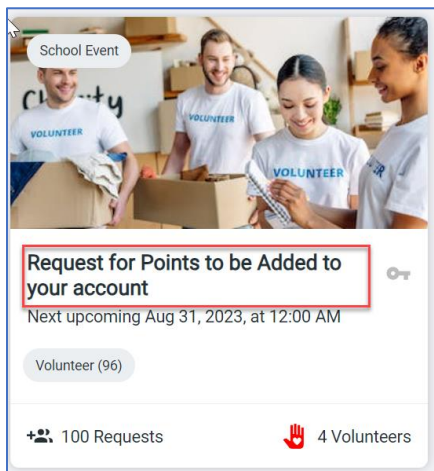 School Event
Charity
VOLUNTEER
VOLUNTEER
Request for Points to be Added to
your account
Next upcoming Aug 31, 2023, at 12:00 AM
Volunteer (96)
100 Requests
4 Volunteers